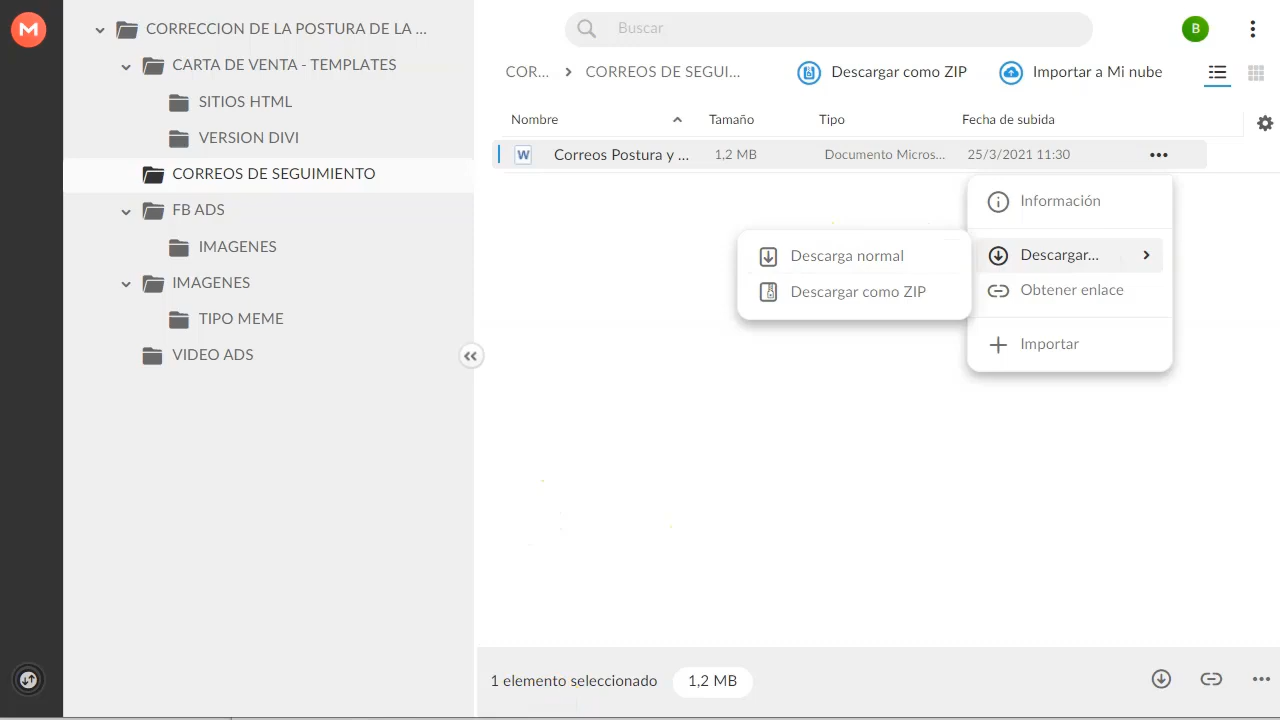 M
CORRECCION DE LA POSTURA DE LA ...
CARTA DE VENTA - TEMPLATES
SITIOS HTML
VERSION DIVI
CORREOS DE SEGUIMIENTO
FB ADS
IMAGENES
IMAGENES
TIPO MEME
VIDEO ADS
Buscar
B
COR... > CORREOS DE SEGUI...
Descargar como ZIP
Importar a Mi nube
Nombre Tamaño Tipo Fecha de subida
W Correos Postura y ... 1,2 MB Documento Micros... 25/3/2021 11:30
Información
Descargar...
Obtener enlace
Importar
Descarga normal
Descargar como ZIP
1 elemento seleccionado 1,2 MB